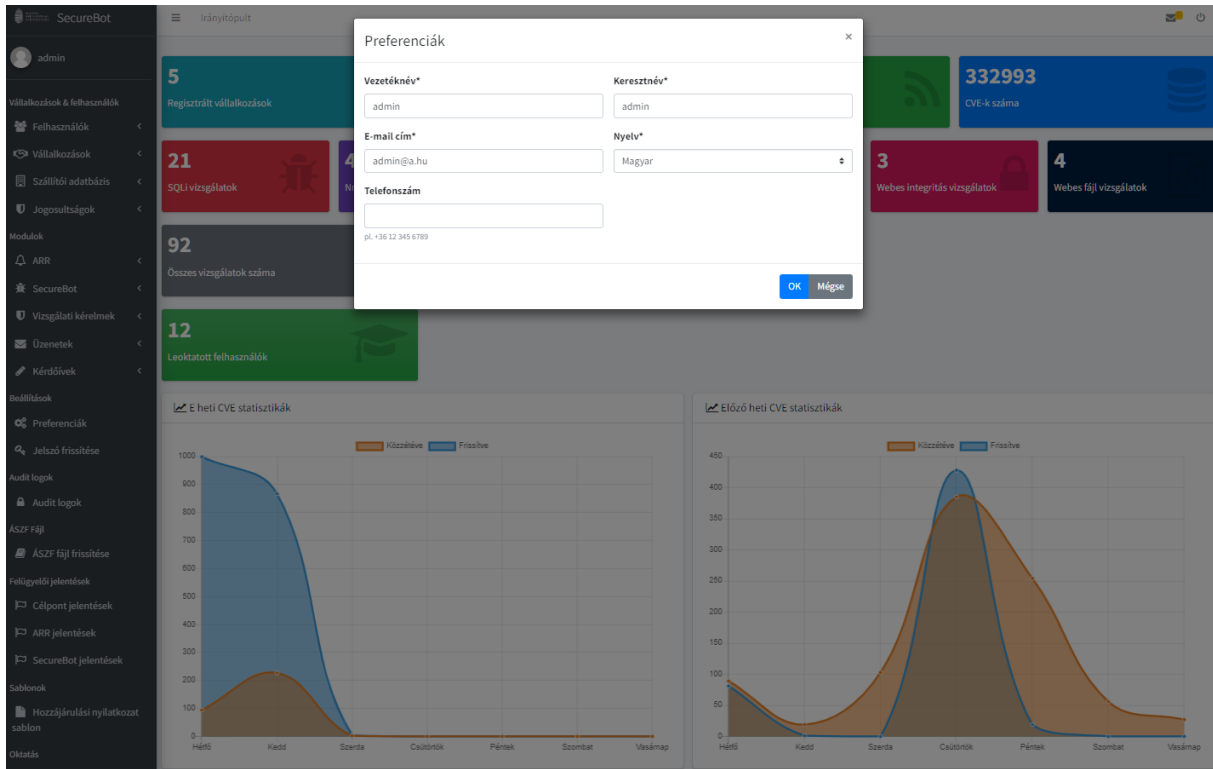 SecureBot
Irányítópult
admin
Vállalkozások & felhasználók
Felhasználók
Vállalkozások
Szállítói adatbázis
Jogosultságok
Modulok
ARR
SecureBot
Vizsgálati kérelmek
Üzenetek
Kérdőívek
Beállítások
Preferenciák
Jelszó frissítése
Audit logok
Audit logok
ÁSZF Fájl
ÁSZF fájl frissítése
Felügyelői jelentések
Célpont jelentések
ARR jelentések
SecureBot jelentések
Sablonok
Hozzájárulási nyilatkozat
sablon
Oktatás
Preferenciák
×
Vezetéknév*
Keresztnév*
admin
admin
E-mail cím*
Nyelv*
admin@a.hu
Magyar
Telefonszám
pl. +36 12 345 6789
OK
Mégse
5
Regisztrált vállalkozások
332993
CVE-k száma
21
SQLi vizsgálatok
3
Webes integritás vizsgálatok
4
Webes fájl vizsgálatok
92
Összes vizsgálatok száma
12
Leoktatott felhasználók
E heti CVE statisztikák
Közzétéve Frissítve
1000
900
800
700
600
500
400
300
200
100
0
Hétfő Kedd Szerda Csütörtök Péntek Szombat Vasárnap
Előző heti CVE statisztikák
Közzétéve Frissítve
450
400
350
300
250
200
150
100
50
0
Hétfő Kedd Szerda Csütörtök Péntek Szombat Vasárnap